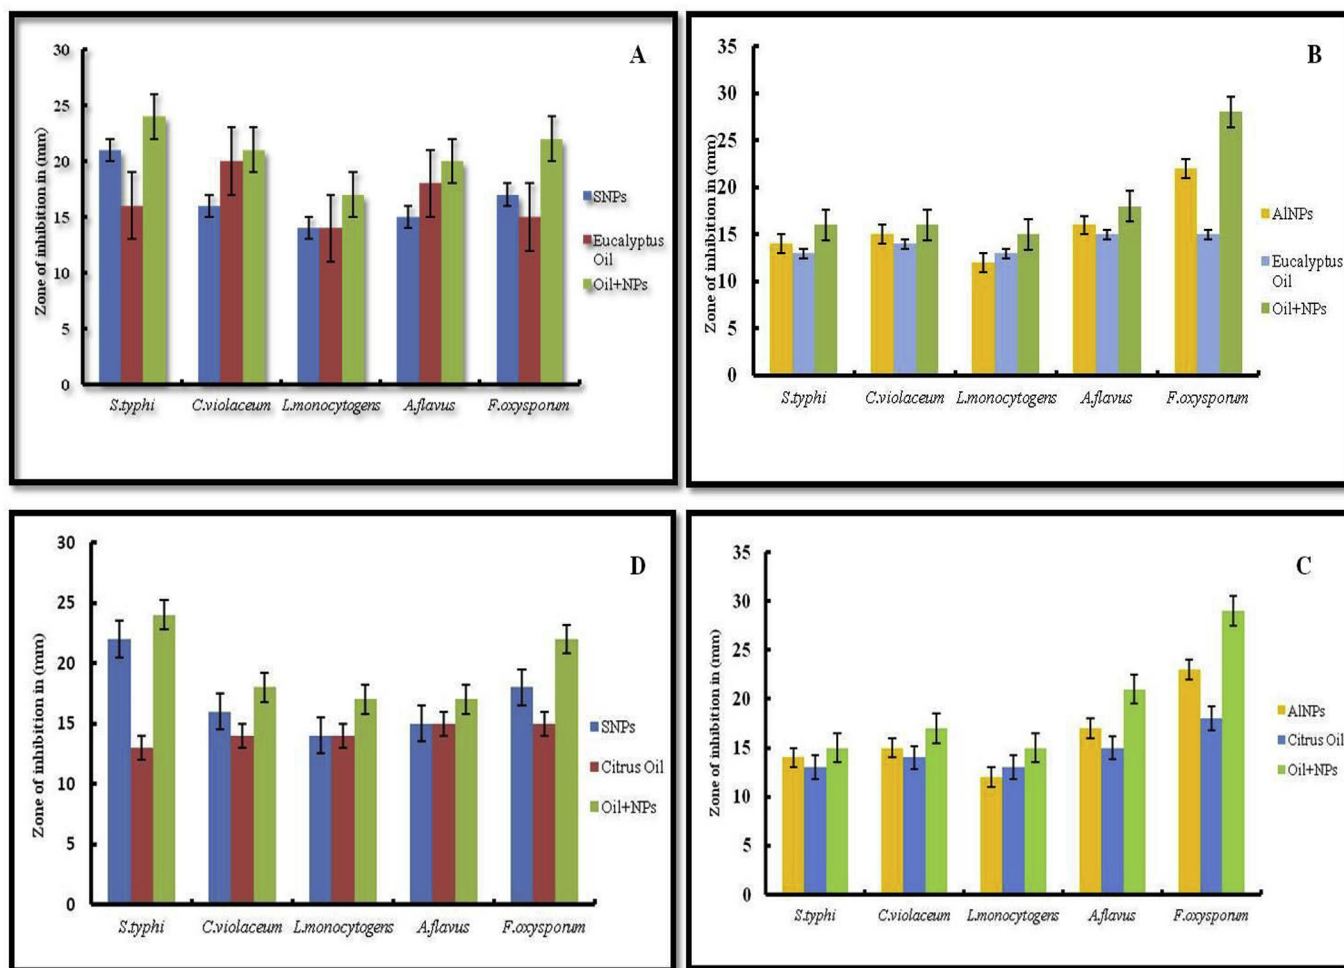 A
Zone of inhibition in (mm)
30
25
20
15
10
5
0
S.typhi C.violaceum L.monocytogens A.flavus F.oxysporum
SNPs
Eucalyptus
Oil
Oil+NPs
B
Zone of inhibition in (mm)
35
30
25
20
15
10
5
0
S.typhi C.violaceum L.monocytogens A.flavus F.oxysporum
AlNPs
Eucalyptus
Oil
Oil+NPs
D
Zone of inhibition in (mm)
30
25
20
15
10
5
0
S.typhi C.violaceum L.monocytogens A.flavus F.oxysporum
SNPs
Citrus Oil
Oil+NPs
C
Zone of inhibition in (mm)
35
30
25
20
15
10
5
0
S.typhi C.violaceum L.monocytogens A.flavus F.oxysporum
AlNPs
Citrus Oil
Oil+NPs